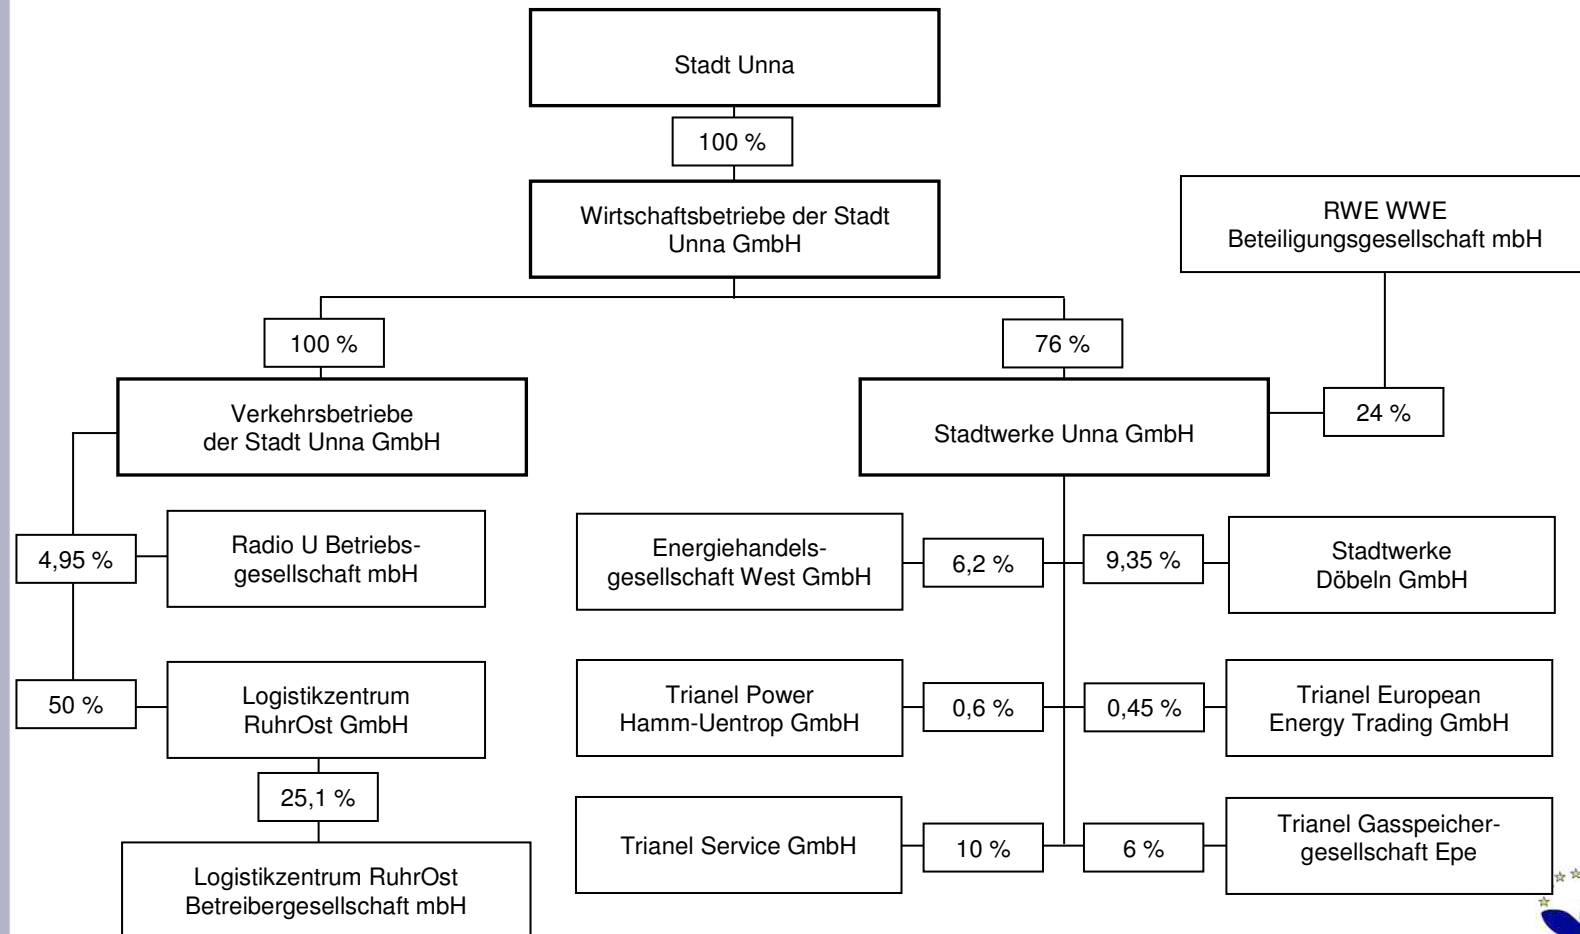 Stadt Unna
100 %
Wirtschaftsbetriebe der Stadt
Unna GmbH
RWE WWE
Beteiligungsgesellschaft mbH
100 %
76 %
24 %
Verkehrsbetriebe
der Stadt Unna GmbH
Stadtwerke Unna GmbH
4,95 %
Radio U Betriebs-
gesellschaft mbH
Energiehandels-
gesellschaft West GmbH
6,2 %
9,35 %
Stadtwerke
Döbeln GmbH
50 %
Logistikzentrum
RuhrOst GmbH
Trianel Power
Hamm-Uentrop GmbH
0,6 %
0,45 %
Trianel European
Energy Trading GmbH
25,1 %
Trianel Service GmbH
10 %
6 %
Trianel Gasspeicher-
gesellschaft Epe
Logistikzentrum RuhrOst
Betreibergesellschaft mbH